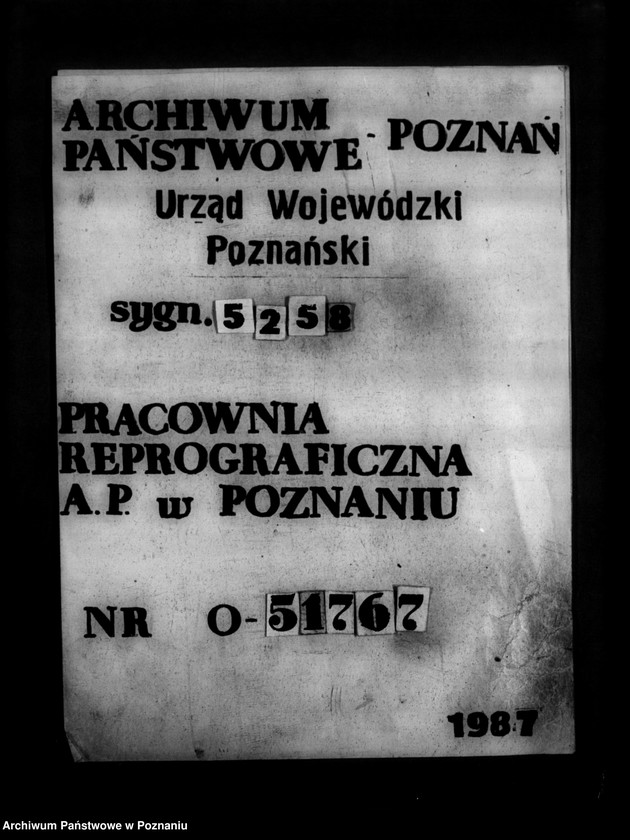 ARCHIWUM
PAŃSTWOWE - POZNAŃ
Urząd Wojewódzki
Poznański
sygn. 5258
PRACOWNIA
REPROGRAFICZNA
A.P. w POZNANIU
NR O-51767
1987
Archiwum Państwowe w Poznaniu